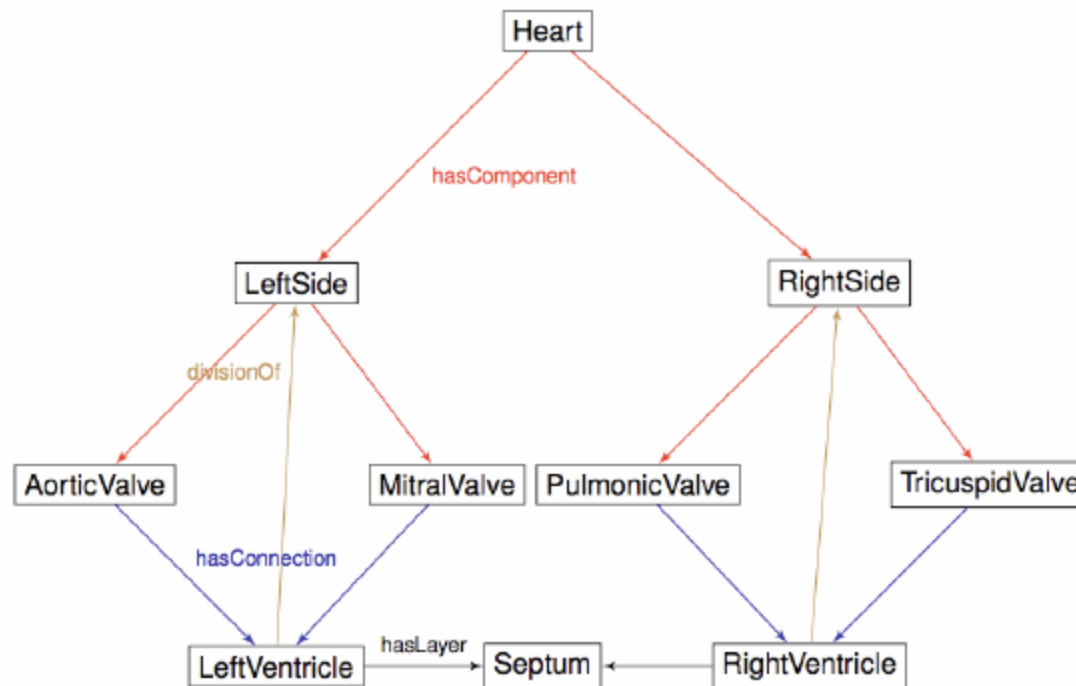 Heart
hasComponent
LeftSide
RightSide
divisionOf
AorticValve
MitralValve
PulmonicValve
TricuspidValve
hasConnection
hasLayer
LeftVentricle
Septum
RightVentricle